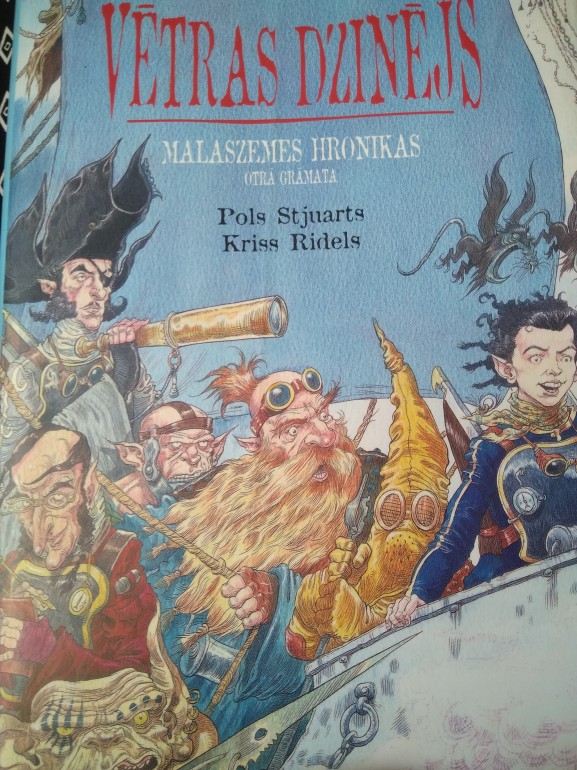 VĒTRAS DZINĒJS
MALASZEMES HRONIKAS
OTRĀ GRĀMATA
Pols Stjuarts
Kriss Ridels